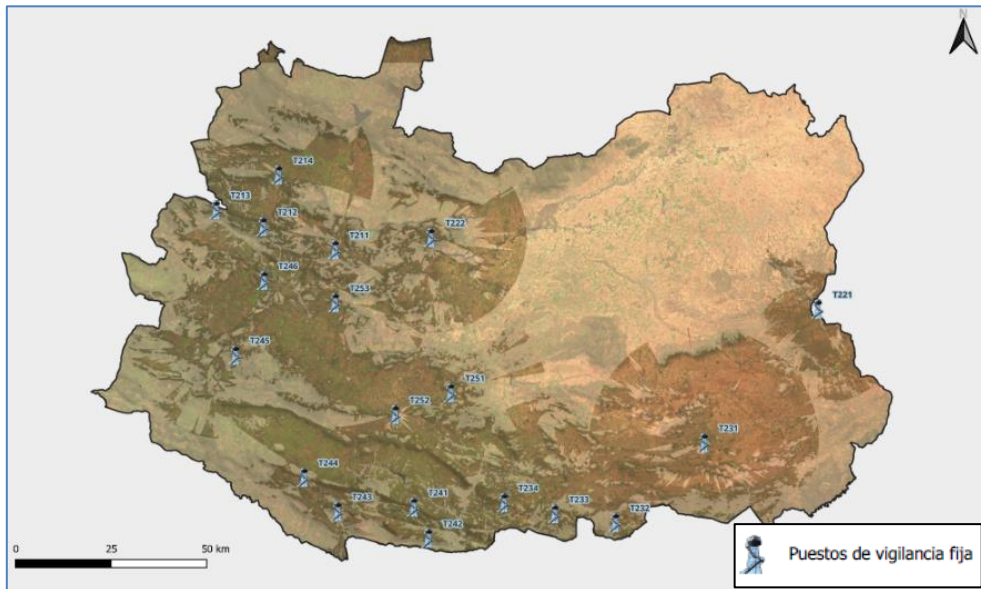 N
T214
T213
T212
T222
T211
T246
T253
T221
T245
T251
T252
T231
T244
T241
T234
T243
T233
T232
T242
0 25 50 km
Puestos de vigilancia fija